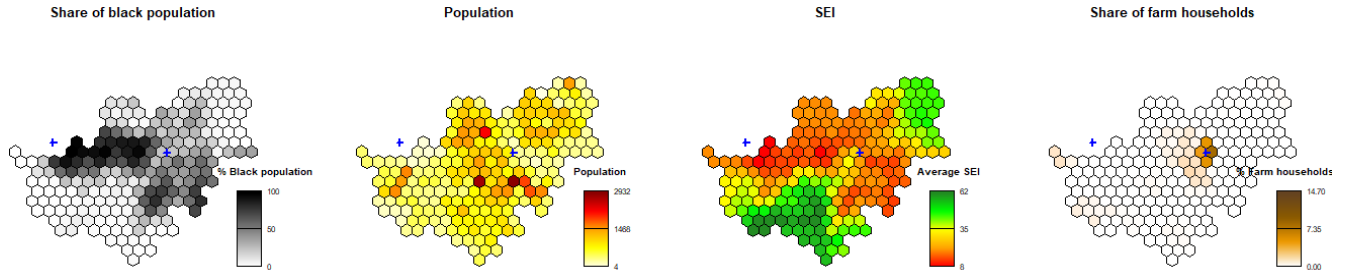 Share of black population
% Black population
100
50
0
Population
Population
2932
1468
4
SEI
Average SEI
62
35
8
Share of farm households
% Farm households
14.70
7.35
0.00